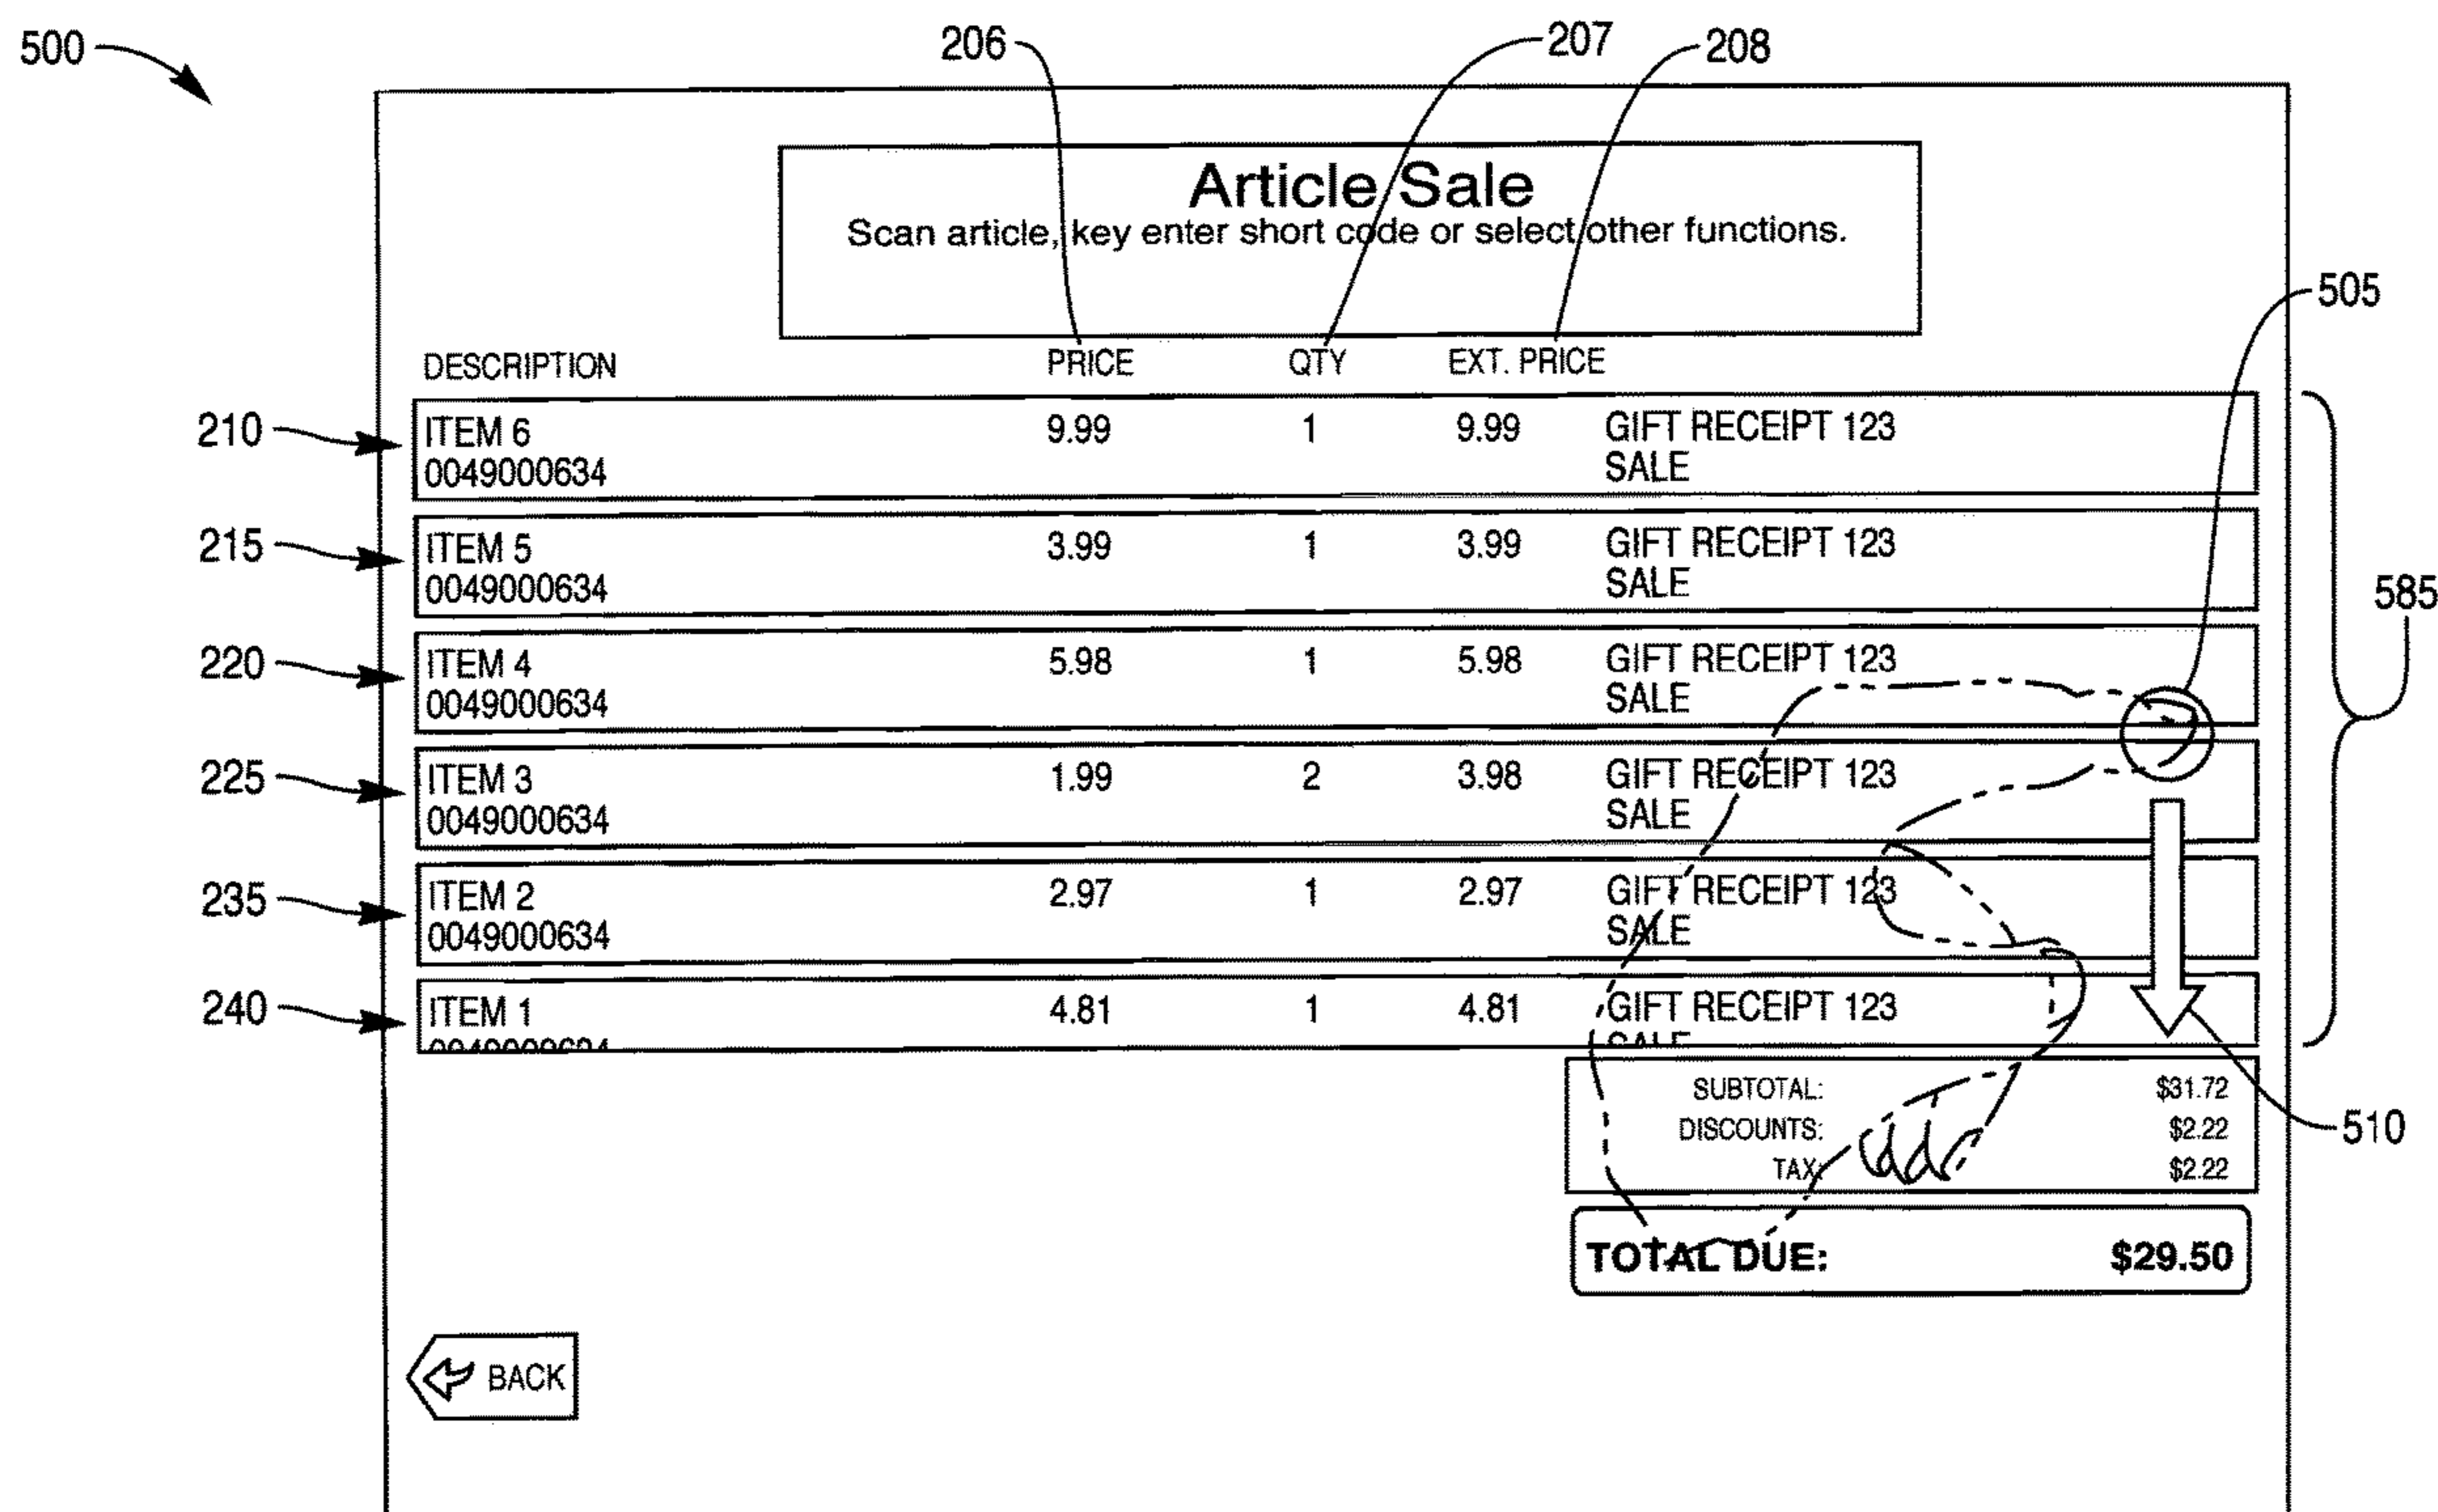 500
206
207
208
Article Sale
Scan article, key enter short code or select other functions.
505
DESCRIPTION PRICE QTY EXT. PRICE
210 ITEM 6 9.99 1 9.99 GIFT RECEIPT 123
0049000634 SALE
215 ITEM 5 3.99 1 3.99 GIFT RECEIPT 123
0049000634 SALE
585
220 ITEM 4 5.98 1 5.98 GIFT RECEIPT 123
0049000634 SALE
225 ITEM 3 1.99 2 3.98 GIFT RECEIPT 123
0049000634 SALE
235 ITEM 2 2.97 1 2.97 GIFT RECEIPT 123
0049000634 SALE
240 ITEM 1 4.81 1 4.81 GIFT RECEIPT 123
0049000634 SALE
SUBTOTAL: $31.72
DISCOUNTS: $2.22
510
TAX: $2.22
TOTAL DUE: $29.50
BACK